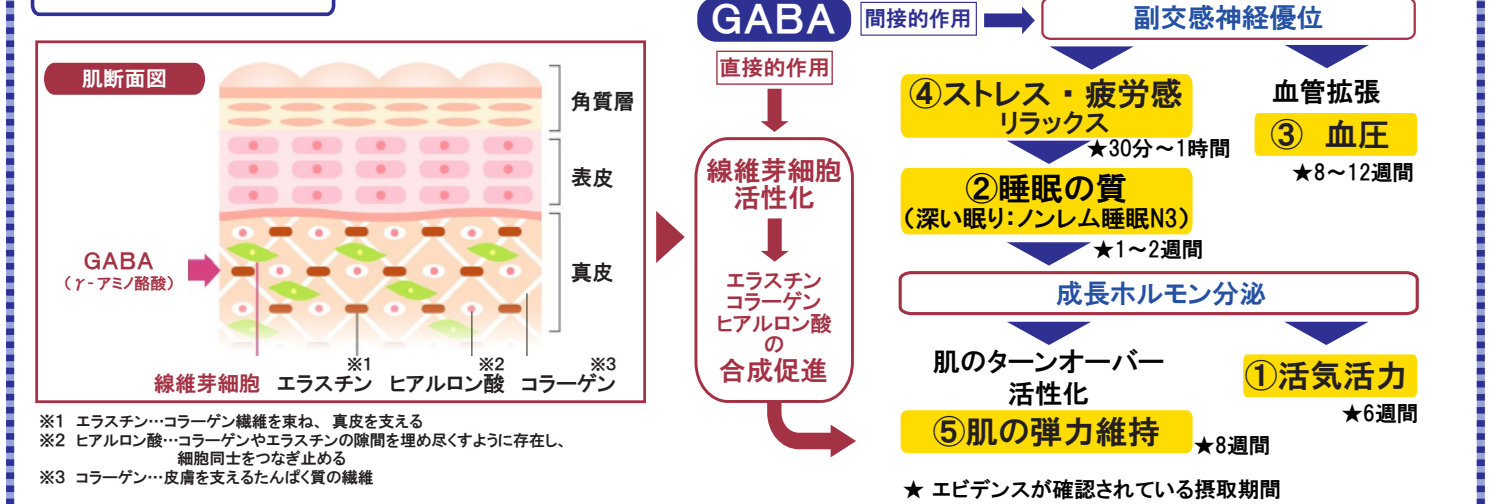 肌断面図
角質層
表皮
真皮
GABA
(γ-アミノ酪酸)
※1
※2
※3
線維芽細胞
エラスチン
ヒアルロン酸
コラーゲン
※1 エラスチン…コラーゲン繊維を束ね、真皮を支える
※2 ヒアルロン酸…コラーゲンやエラスチンの隙間を埋め尽くすように存在し、
細胞同士をつなぎ止める
※3 コラーゲン…皮膚を支えるたんぱく質の繊維
GABA
間接的作用
副交感神経優位
直接的作用
線維芽細胞
活性化
エラスチン
コラーゲン
ヒアルロン酸
の
合成促進
④ストレス・疲労感
リラックス
★30分～1時間
血管拡張
③ 血圧
★8～12週間
②睡眠の質
(深い眠り:ノンレム睡眠N3)
★1～2週間
成長ホルモン分泌
肌のターンオーバー
活性化
⑤肌の弾力維持
★8週間
①活気活力
★6週間
★ エビデンスが確認されている摂取期間